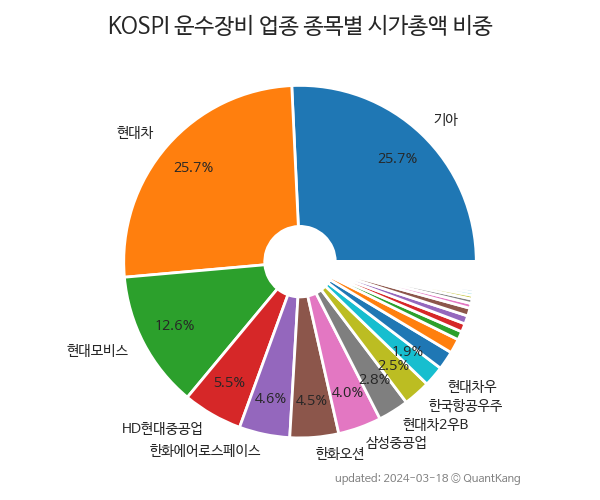 KOSPI 운수장비 업종 종목별 시가총액 비중
기아
25.7%
현대차
25.7%
현대모비스
12.6%
HD현대중공업
5.5%
한화에어로스페이스
4.6%
한화오션
4.5%
삼성중공업
4.0%
현대차2우B
2.8%
한국항공우주
2.5%
현대차우
1.9%
updated: 2024-03-18 © QuantKang